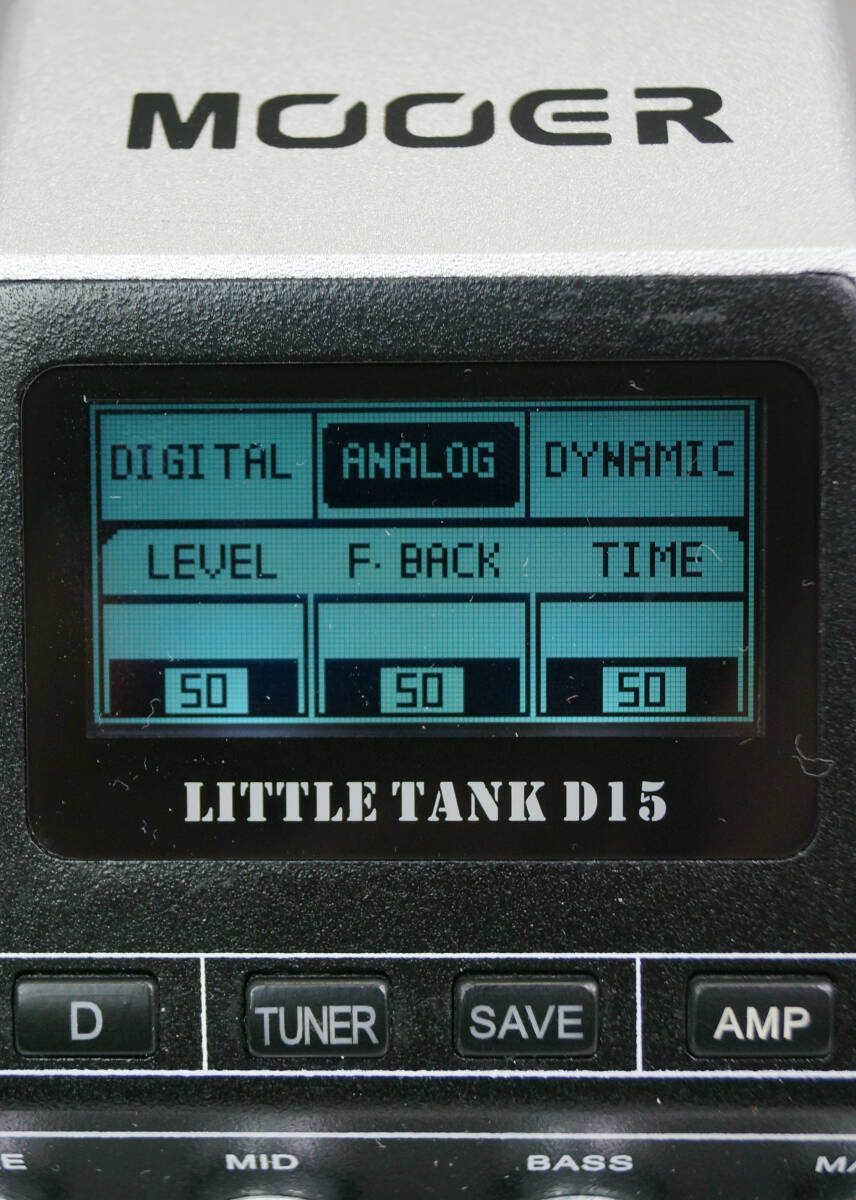 MOOER
DIGITAL ANALOG DYNAMIC
LEVEL F. BACK TIME
50 50 50
LITTLE TANK D15
D TUNER SAVE AMP
MID BASS